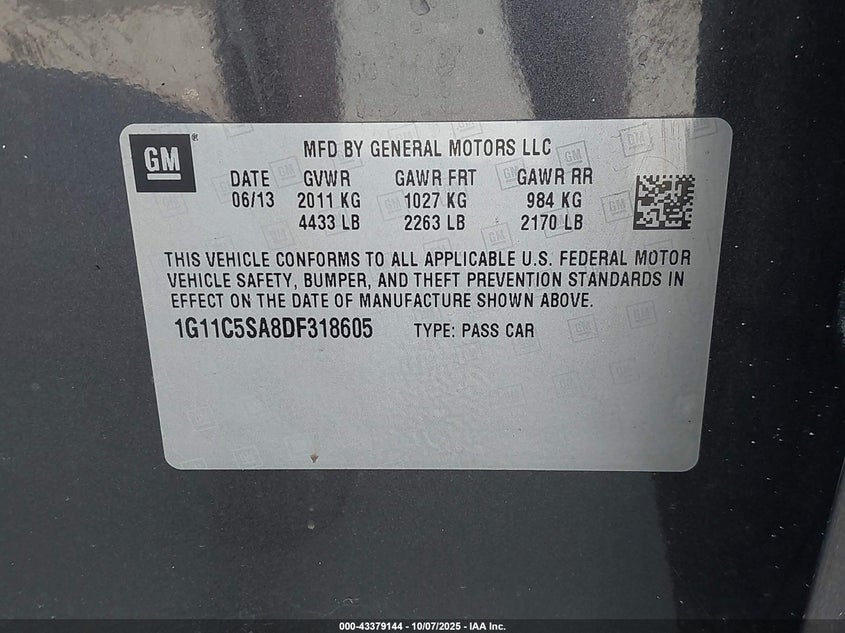 GM®
MFD BY GENERAL MOTORS LLC
DATE GVWR GAWR FRT GAWR RR
06/13 2011 KG 1027 KG 984 KG
4433 LB 2263 LB 2170 LB
THIS VEHICLE CONFORMS TO ALL APPLICABLE U.S. FEDERAL MOTOR
VEHICLE SAFETY, BUMPER, AND THEFT PREVENTION STANDARDS IN
EFFECT ON THE DATE OF MANUFACTURE SHOWN ABOVE.
1G11C5SA8DF318605 TYPE: PASS CAR
000-43379144 - 10/07/2025 - IAA Inc.